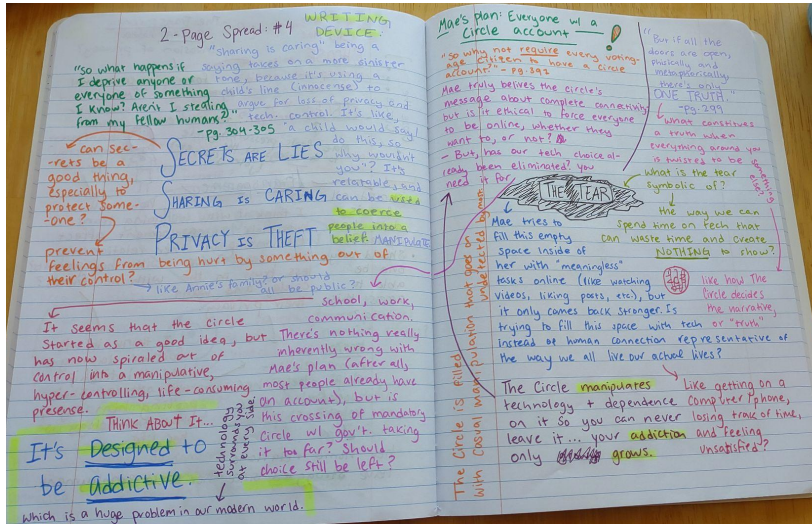 2-Page Spread: #4
WRITING
DEVICE:
"Sharing is caring" being a
saying takes on a more sinister
tone, because it's using a
child's line (innocense) to
argue for loss of privacy and
tech. control. It's like,
"a child would say/
do this, so
why wouldn't
you"? It's
relatable, and
can be used
to coerce
people into a
belief. MANIPULATE
"So what happens if
I deprive anyone or
everyone of something
I know? Aren't I stealing
from my fellow humans?"
-pg. 304-305
SECRETS ARE LIES
SHARING IS CARING
PRIVACY IS THEFT
can sec-
rets be a
good thing,
especially to
protect some-
one?
prevent
feelings from being hurt by something out of
their control?
like Annie's family? or should
all be public?!
It seems that the circle
started as a good idea, but
has now spiraled out of
control into a manipulative,
hyper-controlling, life-consuming
presense.
THINK ABOUT IT...
It's Designed to
be addictive.
which is a huge problem in our modern world.
technology
surrounds you
at every side
school, work,
communication.
There's nothing really
inherently wrong with
Mae's plan (after all,
most people already have
an account), but is
this crossing of mandatory
Circle w/ gov't. taking
it too far? Should
choice still be left?
Mae's plan: Everyone w/ a
Circle account!
"So why not require every voting-
age citizen to have a Circle
account?" -pg. 392
Mae truly belives the circle's
message about complete connectivity
but is it ethical to force everyone
to be online, whether they
want to, or not?
- But, has our tech choice al-
ready been eliminated? you
need it for
"But if all the
doors are open,
physically and
metaphorically,
there's only
ONE TRUTH."
-pg. 294
what constitues
a truth when
everything around you
is twisted to be
something
else?
THE TEAR
what is the tear
symbolic of?
the way we can
spend time on tech that
can waste time and create
NOTHING to show?
Mae tries to
fill this empty
space inside of
her with "meaningless"
tasks online (like watching
videos, liking posts, etc), but
it only comes back stronger. Is
trying to fill this space with tech
instead of human connection representative of
the way we all live our actual lives?
like how The
Circle decides
the narrative,
or "truth"
The Circle is filled
with casual manipulation that goes on
undetected by most
The Circle manipulates
technology + dependence
on it so you can never
leave it... your addiction
only grows.
Like getting on a
computer/phone,
losing track of time,
and feeling
unsatisfied?